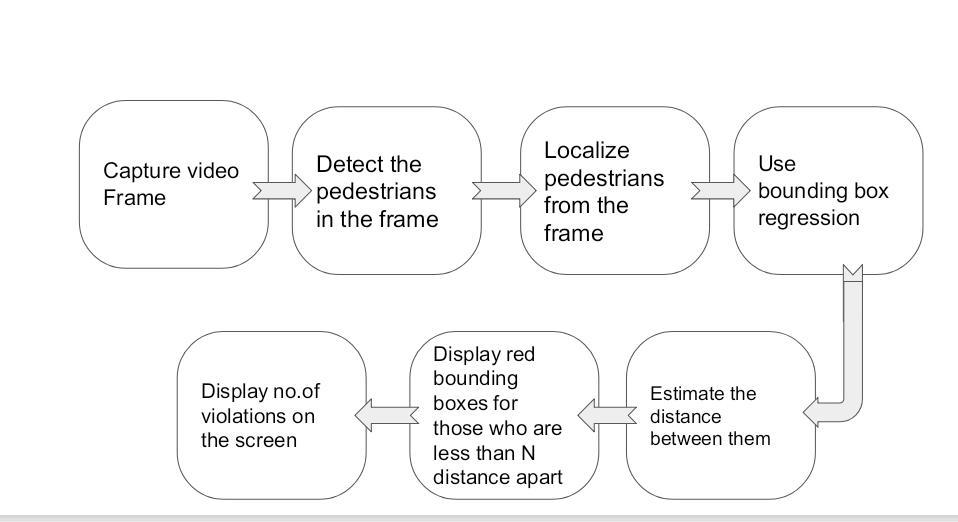 Capture video
Frame
Detect the
pedestrians
in the frame
Localize
pedestrians
from the
frame
Use
bounding box
regression
Estimate the
distance
between them
Display red
bounding
boxes for
those who are
less than N
distance apart
Display no.of
violations on
the screen